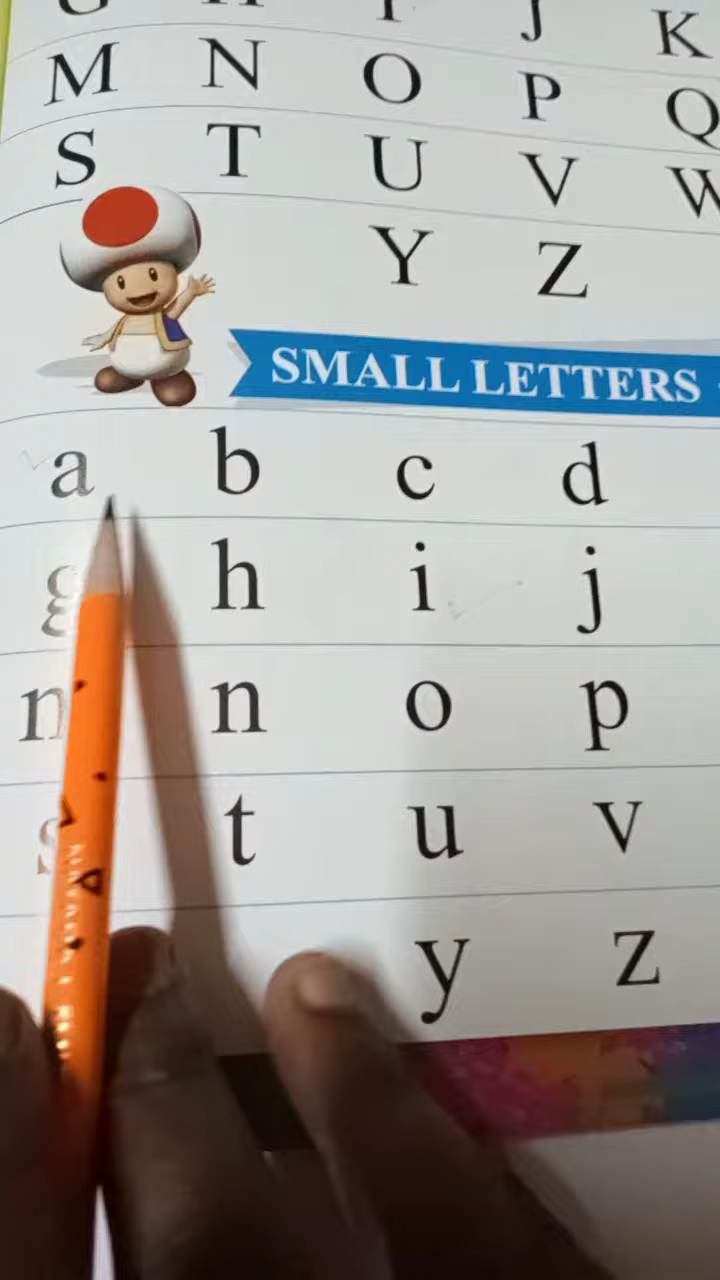 J K
M N O P Q
S T U V W
Y Z
SMALL LETTERS
a b c d
g h i j
n o p
t u v
y z